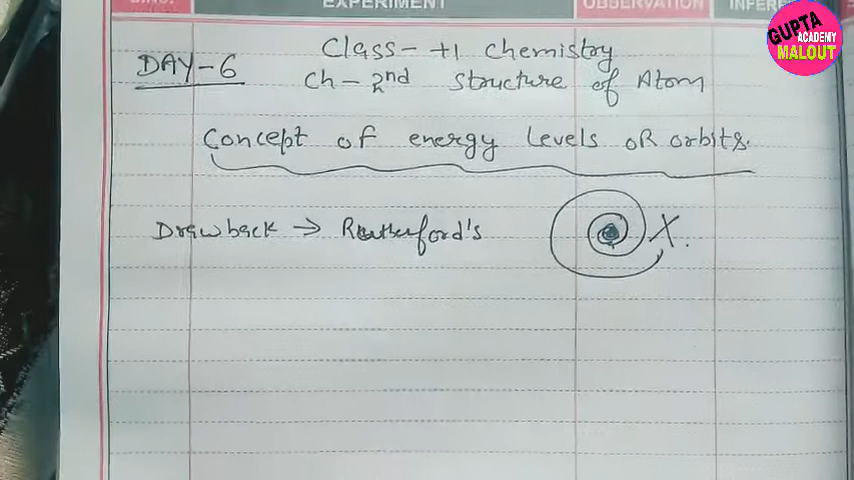 EXPERIMENT
OBSERVATION
GUPTA
ACADEMY
MALOUT
DAY-6
Class- +1 Chemistry
Ch- 2nd Structure of Atom
Concept of energy levels OR orbits.
Drawback → Rutherford's X.